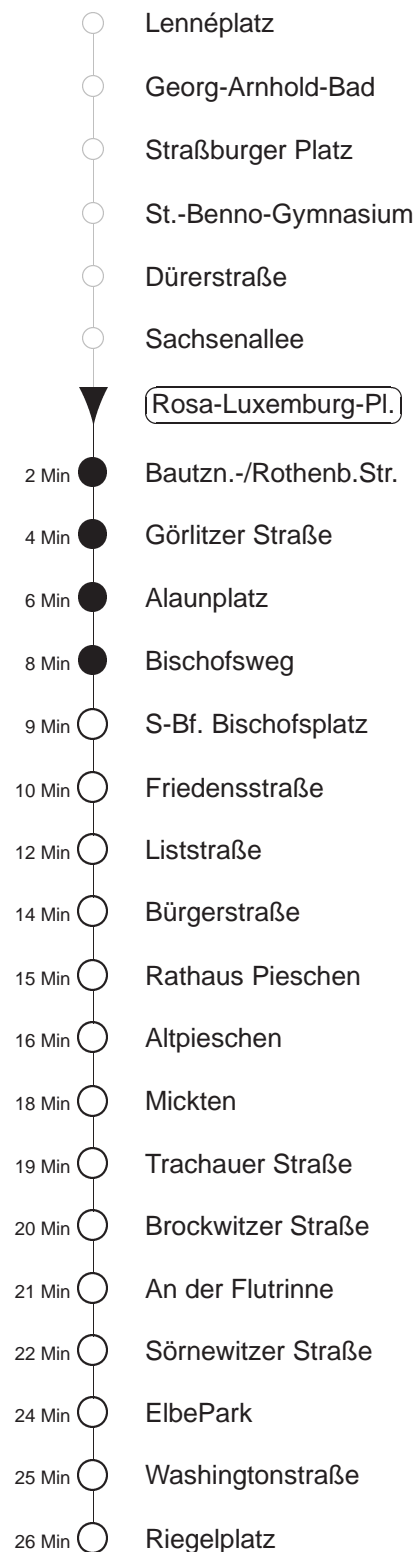 Lennéplatz
Georg-Arnhold-Bad
Straßburger Platz
St.-Benno-Gymnasium
Dürerstraße
Sachsenallee
Rosa-Luxemburg-Pl.
2 Min Bautzn.-/Rothenb.Str.
4 Min Görlitzer Straße
6 Min Alaunplatz
8 Min Bischofsweg
9 Min S-Bf. Bischofsplatz
10 Min Friedensstraße
12 Min Liststraße
14 Min Bürgerstraße
15 Min Rathaus Pieschen
16 Min Altpieschen
18 Min Mickten
19 Min Trachauer Straße
20 Min Brockwitzer Straße
21 Min An der Flutrinne
22 Min Sörnewitzer Straße
24 Min ElbePark
25 Min Washingtonstraße
26 Min Riegelplatz